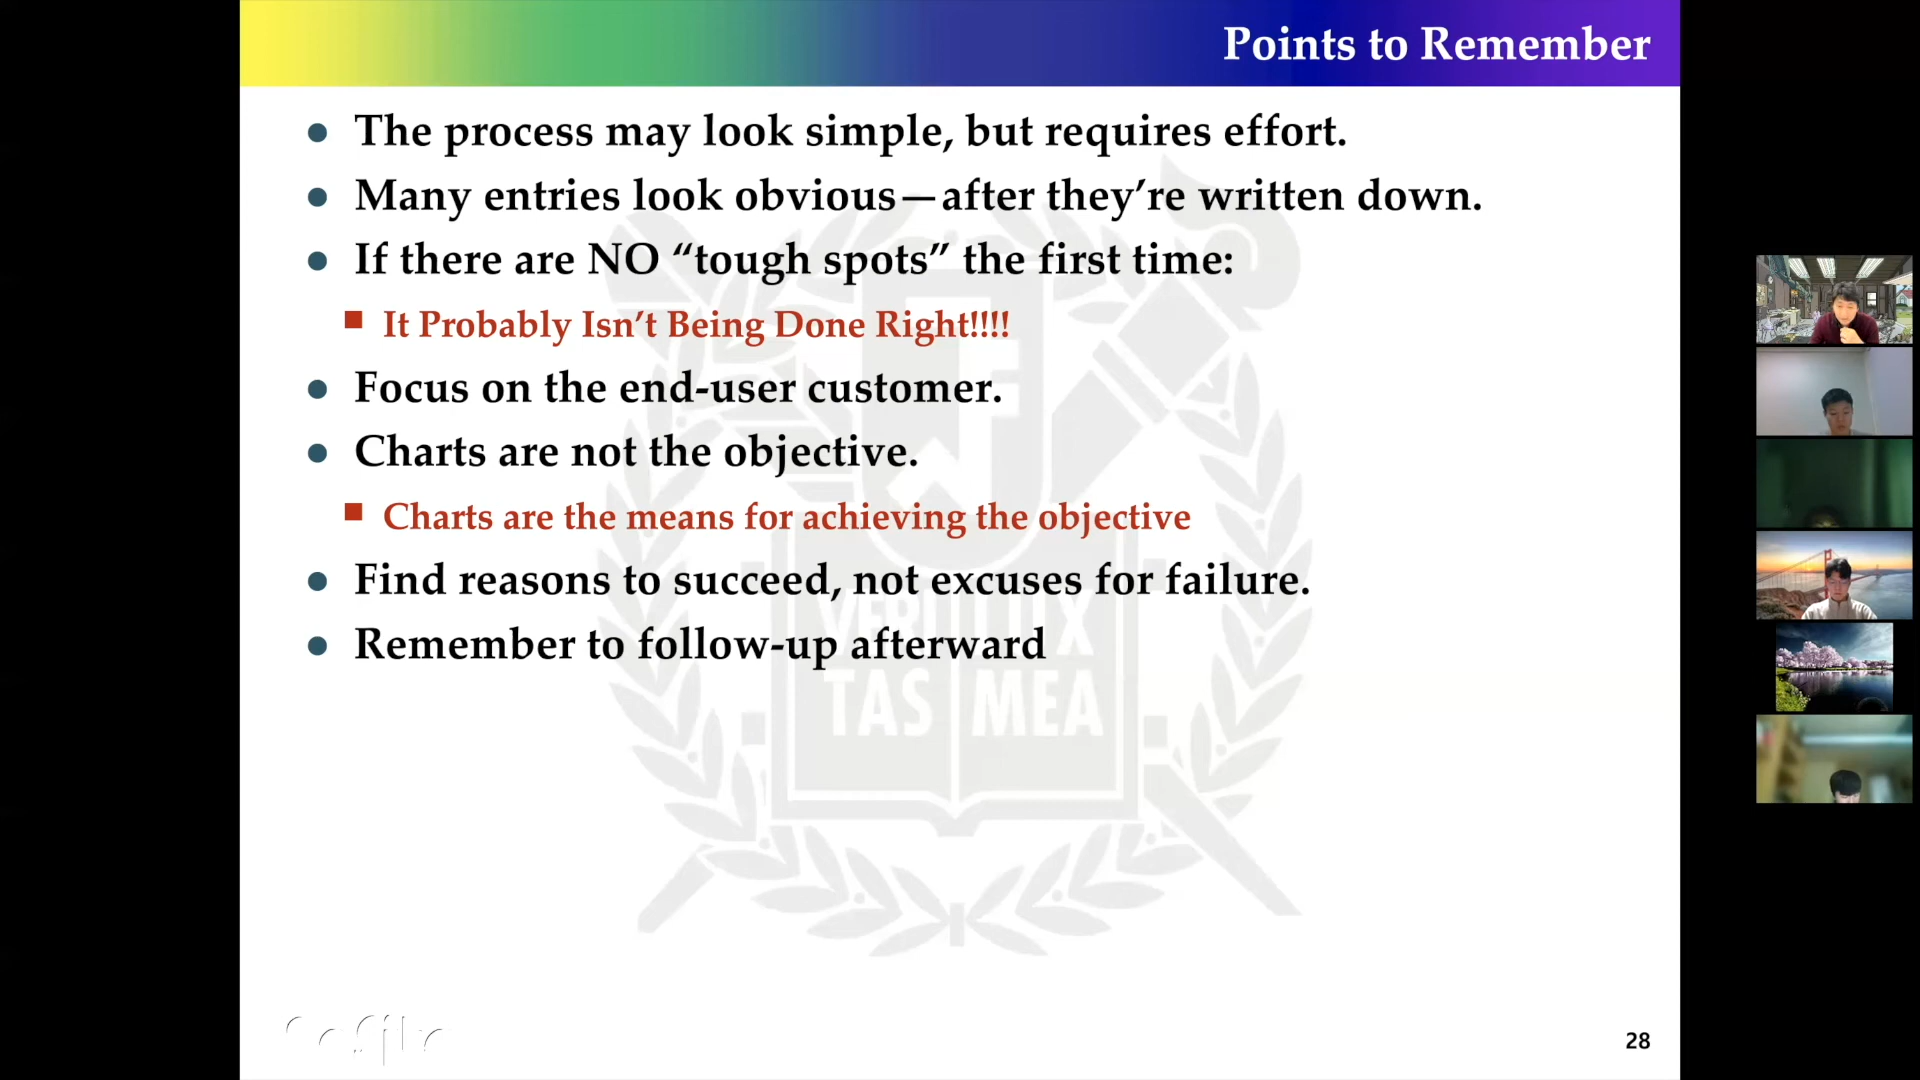 Points to Remember
The process may look simple, but requires effort.
Many entries look obvious—after they’re written down.
If there are NO “tough spots” the first time:
It Probably Isn’t Being Done Right!!!!
Focus on the end-user customer.
Charts are not the objective.
Charts are the means for achieving the objective
Find reasons to succeed, not excuses for failure.
Remember to follow-up afterward
TAS MEA
28